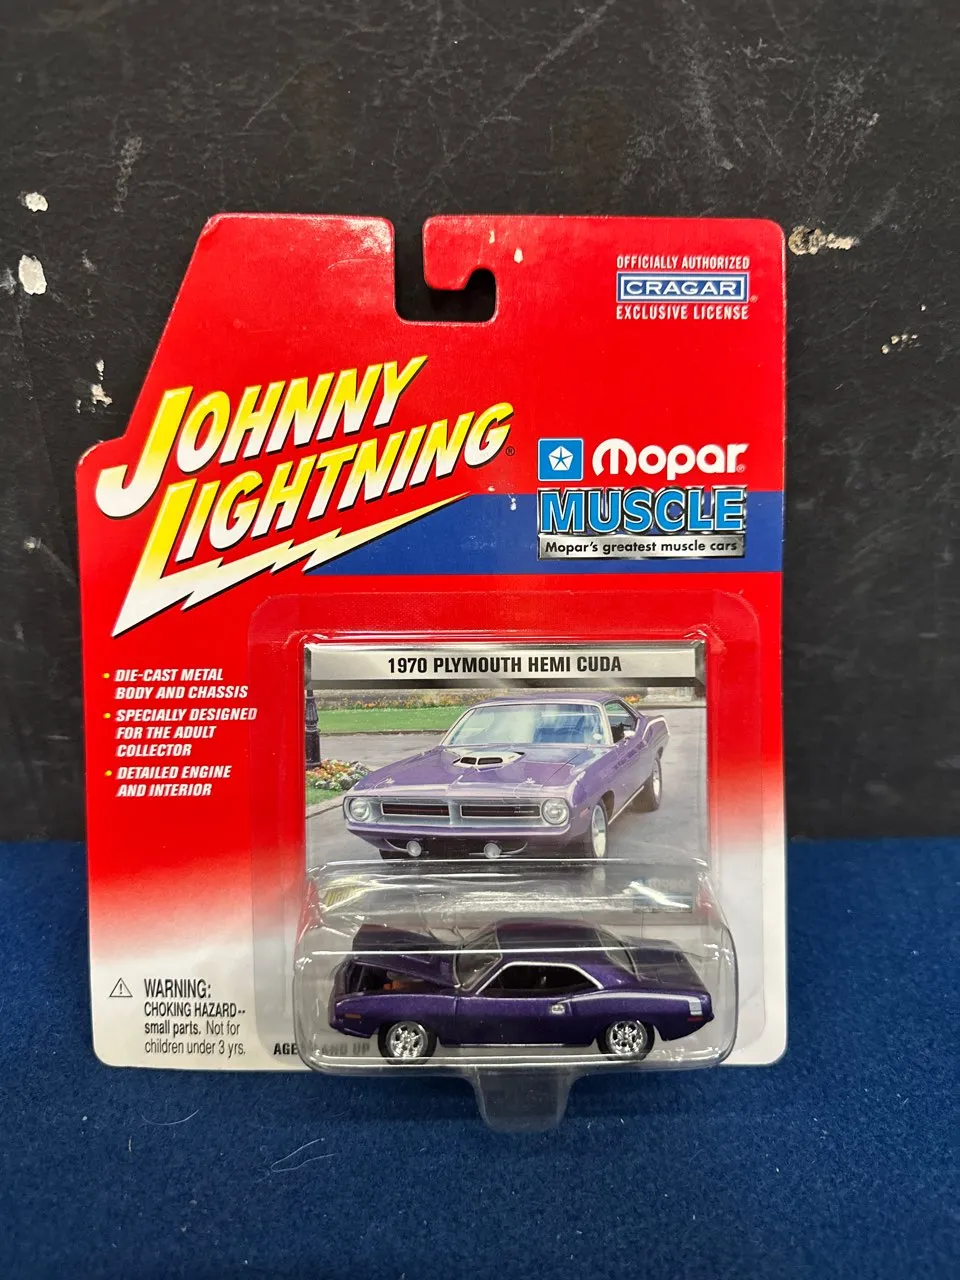 OFFICIALLY AUTHORIZED
CRAGAR®
EXCLUSIVE LICENSE
JOHNNY
LIGHTNING®
Mopar®
MUSCLE
Mopar's greatest muscle cars
• DIE-CAST METAL
BODY AND CHASSIS
• SPECIALLY DESIGNED
FOR THE ADULT
COLLECTOR
• DETAILED ENGINE
AND INTERIOR
1970 PLYMOUTH HEMI CUDA
WARNING:
CHOKING HAZARD--
small parts. Not for
children under 3 yrs.
AND UP